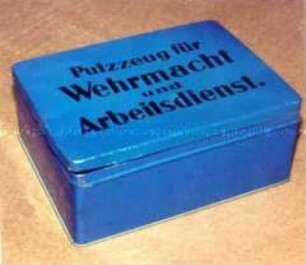 Putzzeug für
Wehrmacht
und
Arbeitsdienst.